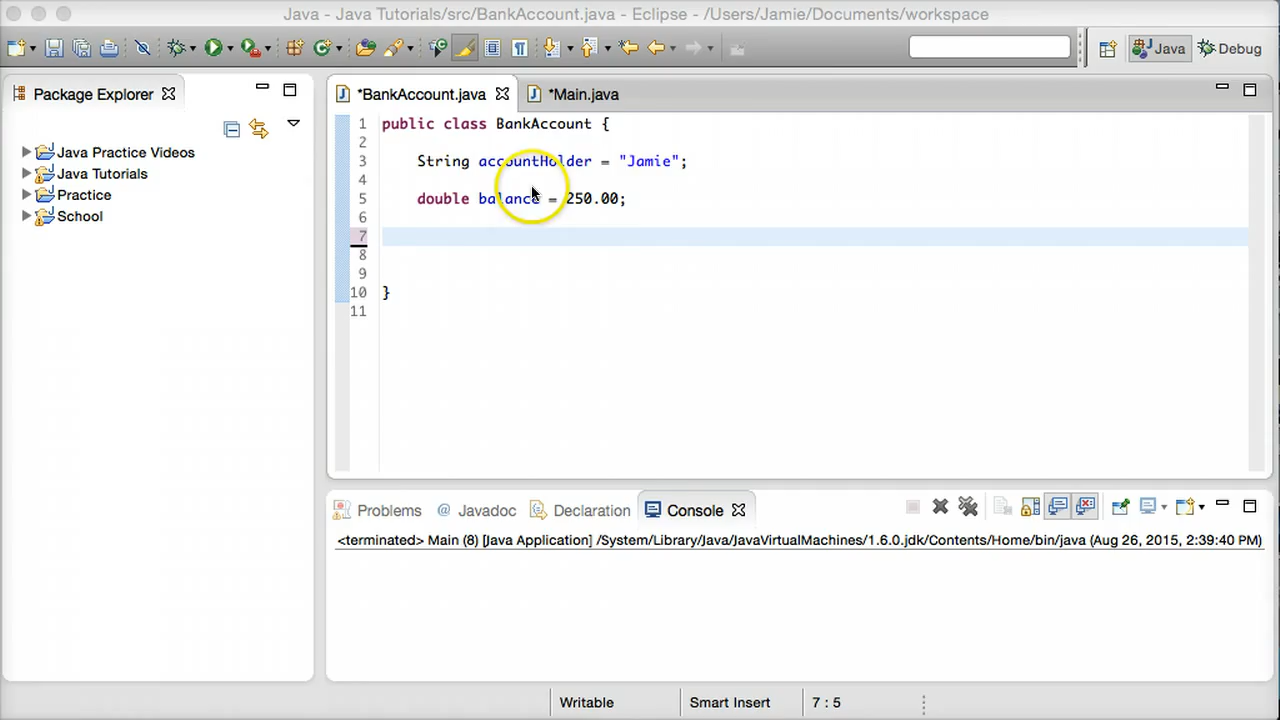 Java - Java Tutorials/src/BankAccount.java - Eclipse - /Users/Jamie/Documents/workspace
Java
Debug
Package Explorer
Java Practice Videos
Java Tutorials
Practice
School
*BankAccount.java
*Main.java
1 public class BankAccount {
2
3 String accountHolder = "Jamie";
4
5 double balance = 250.00;
6
7
8
9
10 }
11
Problems
@ Javadoc
Declaration
Console
<terminated> Main (8) [Java Application] /System/Library/Java/JavaVirtualMachines/1.6.0.jdk/Contents/Home/bin/java (Aug 26, 2015, 2:39:40 PM)
Writable
Smart Insert
7 : 5